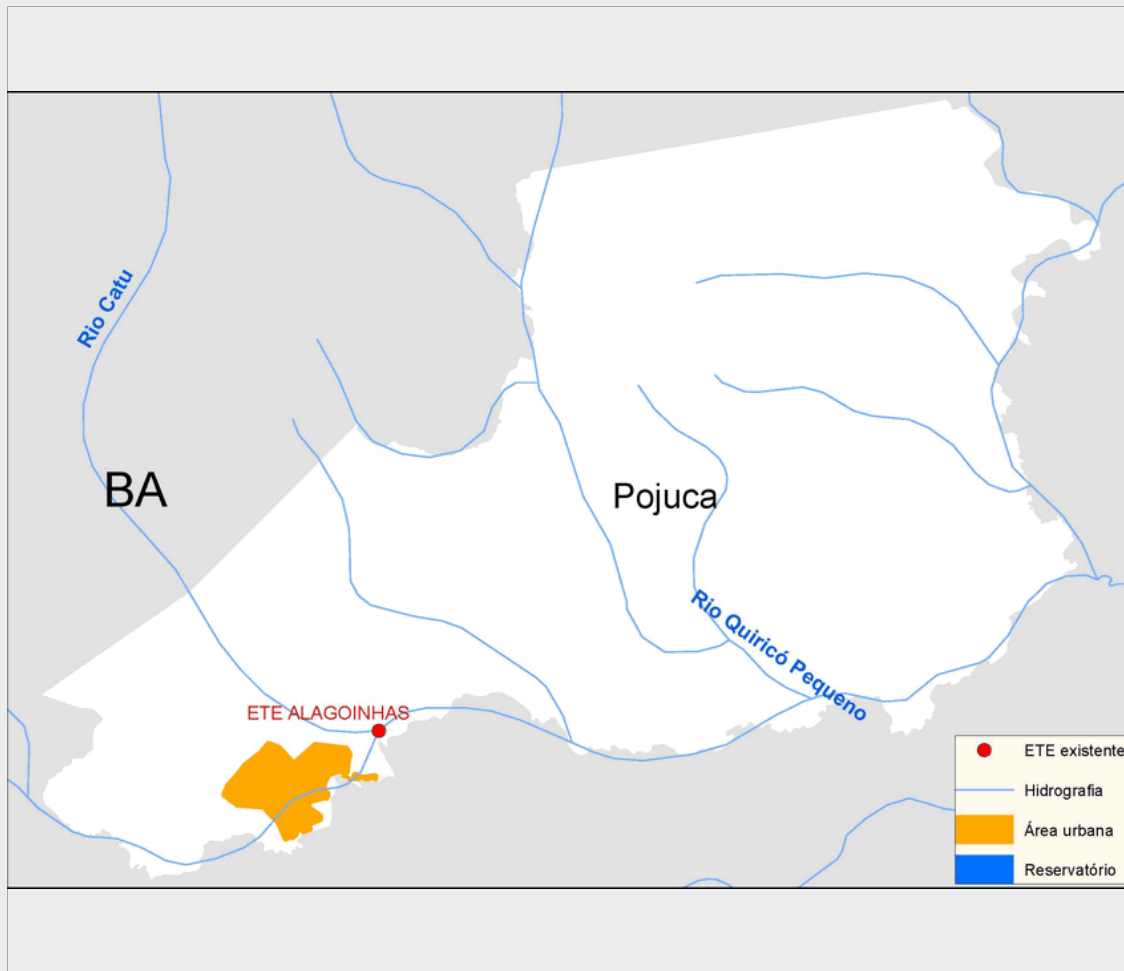 Rio Catu
BA
Pojuca
Rio Quiricó Pequeno
ETE ALAGOINHAS
ETE existente
Hidrografia
Área urbana
Reservatório